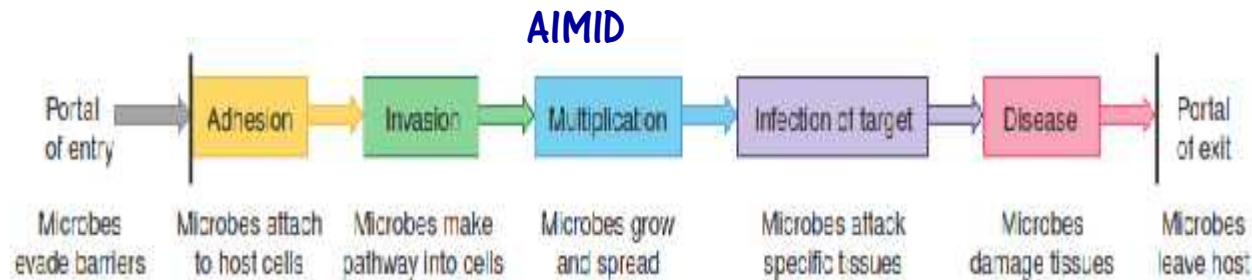 AIMID
Portal
of entry
Adhesion
Invasion
Multiplication
Infection of target
Disease
Portal
of exit
Microbes
evade barriers
Microbes attach
to host cells
Microbes make
pathway into cells
Microbes grow
and spread
Microbes attack
specific tissues
Microbes
damage tissues
Microbes
leave host